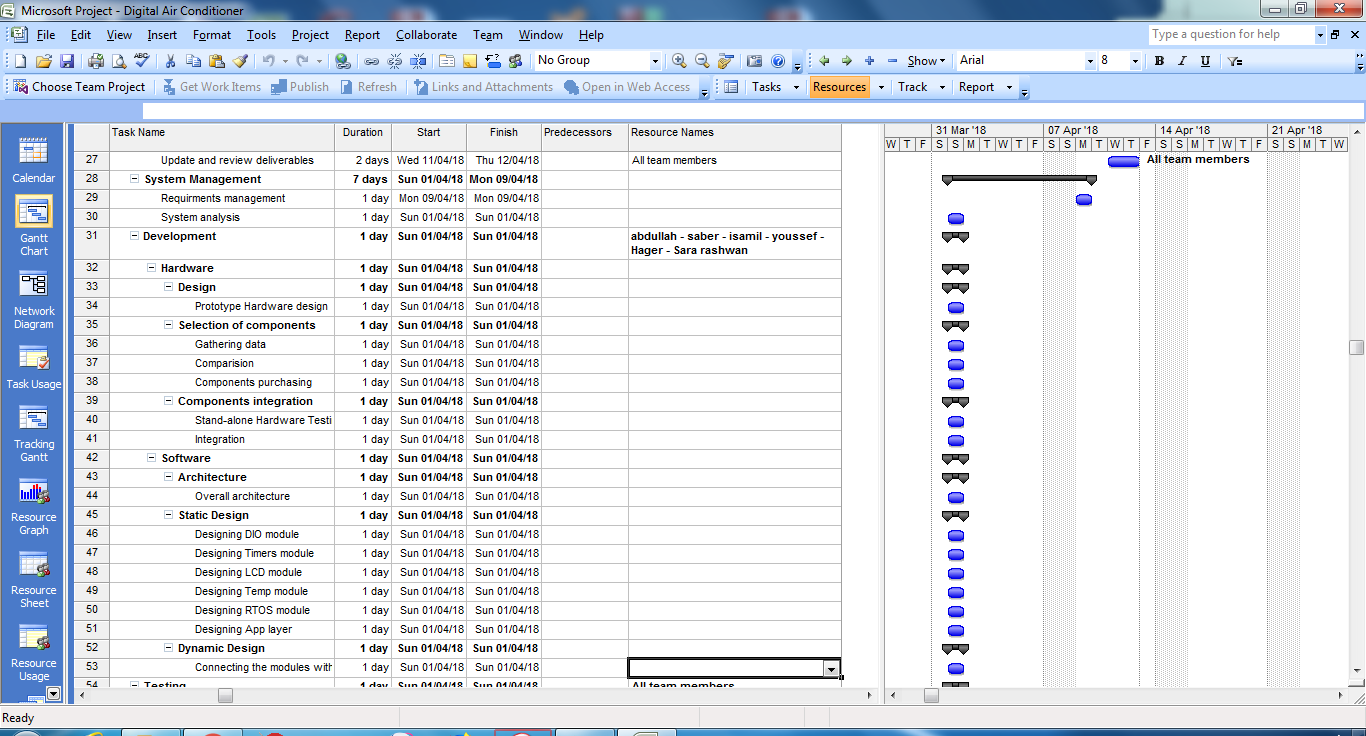 Microsoft Project - Digital Air Conditioner
File Edit View Insert Format Tools Project Report Collaborate Team Window Help
Type a question for help
No Group
Show Arial 8 B I U
Choose Team Project Get Work Items Publish Refresh Links and Attachments Open in Web Access Tasks Resources Track Report
Calendar
Gantt
Chart
Network
Diagram
Task Usage
Tracking
Gantt
Resource
Graph
Resource
Sheet
Resource
Usage
Task Name Duration Start Finish Predecessors Resource Names
31 Mar '18 07 Apr '18 14 Apr '18 21 Apr '18
W T F S S M T W T F S S M T W T F S S M T W T F S S M T W
27 Update and review deliverables 2 days Wed 11/04/18 Thu 12/04/18 All team members All team members
28 System Management 7 days Sun 01/04/18 Mon 09/04/18
29 Requirments management 1 day Mon 09/04/18 Mon 09/04/18
30 System analysis 1 day Sun 01/04/18 Sun 01/04/18
31 Development 1 day Sun 01/04/18 Sun 01/04/18 abdullah - saber - isamil - youssef -
Hager - Sara rashwan
32 Hardware 1 day Sun 01/04/18 Sun 01/04/18
33 Design 1 day Sun 01/04/18 Sun 01/04/18
34 Prototype Hardware design 1 day Sun 01/04/18 Sun 01/04/18
35 Selection of components 1 day Sun 01/04/18 Sun 01/04/18
36 Gathering data 1 day Sun 01/04/18 Sun 01/04/18
37 Comparision 1 day Sun 01/04/18 Sun 01/04/18
38 Components purchasing 1 day Sun 01/04/18 Sun 01/04/18
39 Components integration 1 day Sun 01/04/18 Sun 01/04/18
40 Stand-alone Hardware Testi 1 day Sun 01/04/18 Sun 01/04/18
41 Integration 1 day Sun 01/04/18 Sun 01/04/18
42 Software 1 day Sun 01/04/18 Sun 01/04/18
43 Architecture 1 day Sun 01/04/18 Sun 01/04/18
44 Overall architecture 1 day Sun 01/04/18 Sun 01/04/18
45 Static Design 1 day Sun 01/04/18 Sun 01/04/18
46 Designing DIO module 1 day Sun 01/04/18 Sun 01/04/18
47 Designing Timers module 1 day Sun 01/04/18 Sun 01/04/18
48 Designing LCD module 1 day Sun 01/04/18 Sun 01/04/18
49 Designing Temp module 1 day Sun 01/04/18 Sun 01/04/18
50 Designing RTOS module 1 day Sun 01/04/18 Sun 01/04/18
51 Designing App layer 1 day Sun 01/04/18 Sun 01/04/18
52 Dynamic Design 1 day Sun 01/04/18 Sun 01/04/18
53 Connecting the modules with 1 day Sun 01/04/18 Sun 01/04/18
54 Testing 1 day Sun 01/04/18 Sun 01/04/18 All team members
Ready